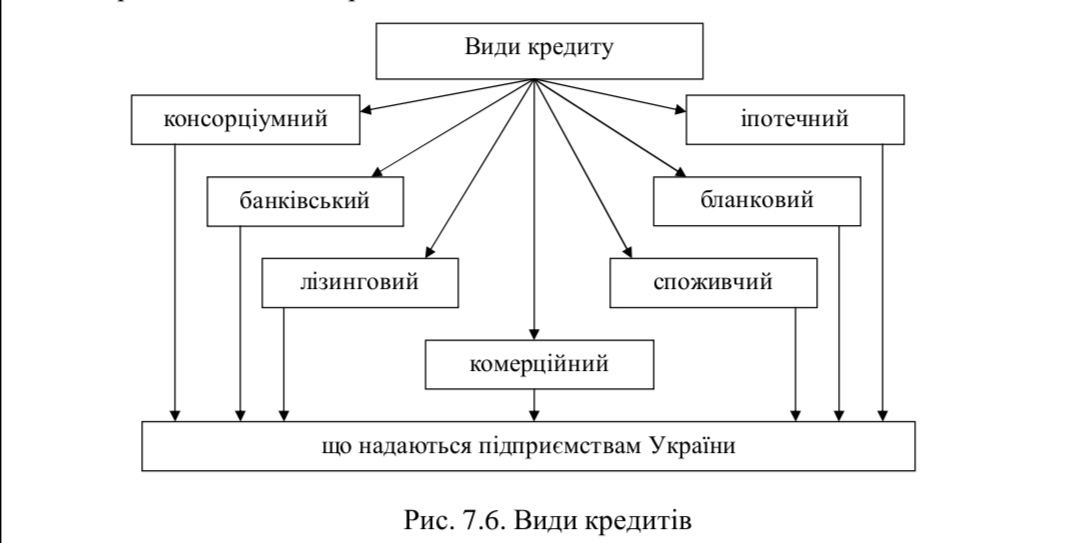 Види кредиту
консорціумний
іпотечний
банківський
бланковий
лізинговий
споживчий
комерційний
що надаються підприємствам України
Рис. 7.6. Види кредитів